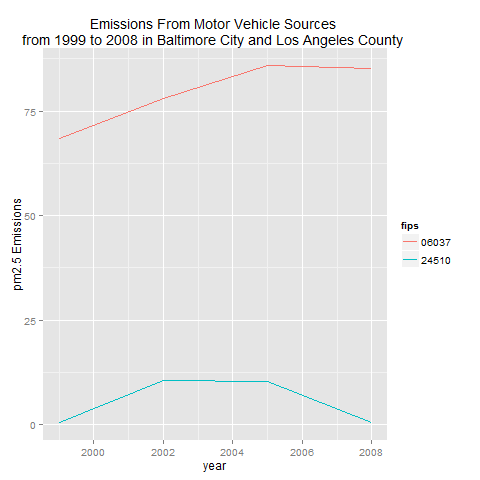 Emissions From Motor Vehicle Sources
from 1999 to 2008 in Baltimore City and Los Angeles County
pm2.5 Emissions
75
50
25
0
2000 2002 2004 2006 2008
year
fips
06037
24510